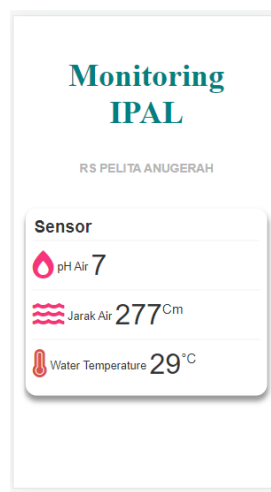 Monitoring
IPAL
RS PELITA ANUGERAH
Sensor
pH Air 7
Jarak Air 277Cm
Water Temperature 29°C